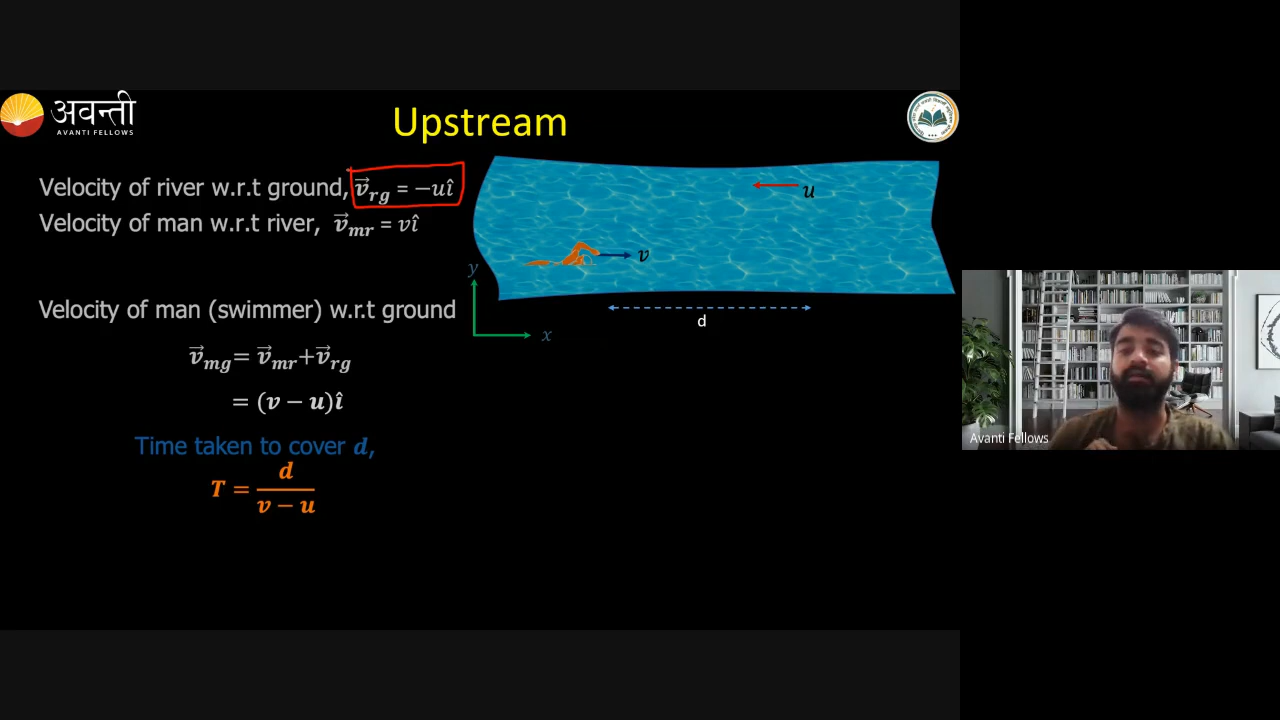 अवन्ती
AVANTI FELLOWS
Upstream
Velocity of river w.r.t ground, v⃗rg = −uî
Velocity of man w.r.t river, v⃗mr = vî
u
v
y
x
d
Velocity of man (swimmer) w.r.t ground
v⃗mg= v⃗mr+v⃗rg
= (v − u)î
Time taken to cover d,
T = d/(v − u)
Avanti Fellows